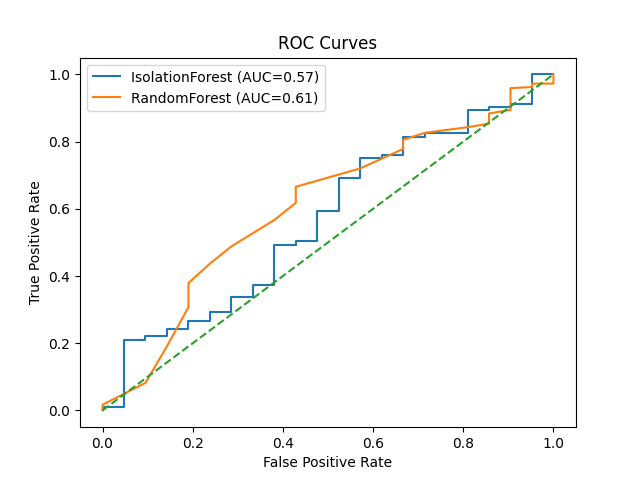 ROC Curves
IsolationForest (AUC=0.57)
RandomForest (AUC=0.61)
True Positive Rate
1.0
0.8
0.6
0.4
0.2
0.0
0.0 0.2 0.4 0.6 0.8 1.0
False Positive Rate